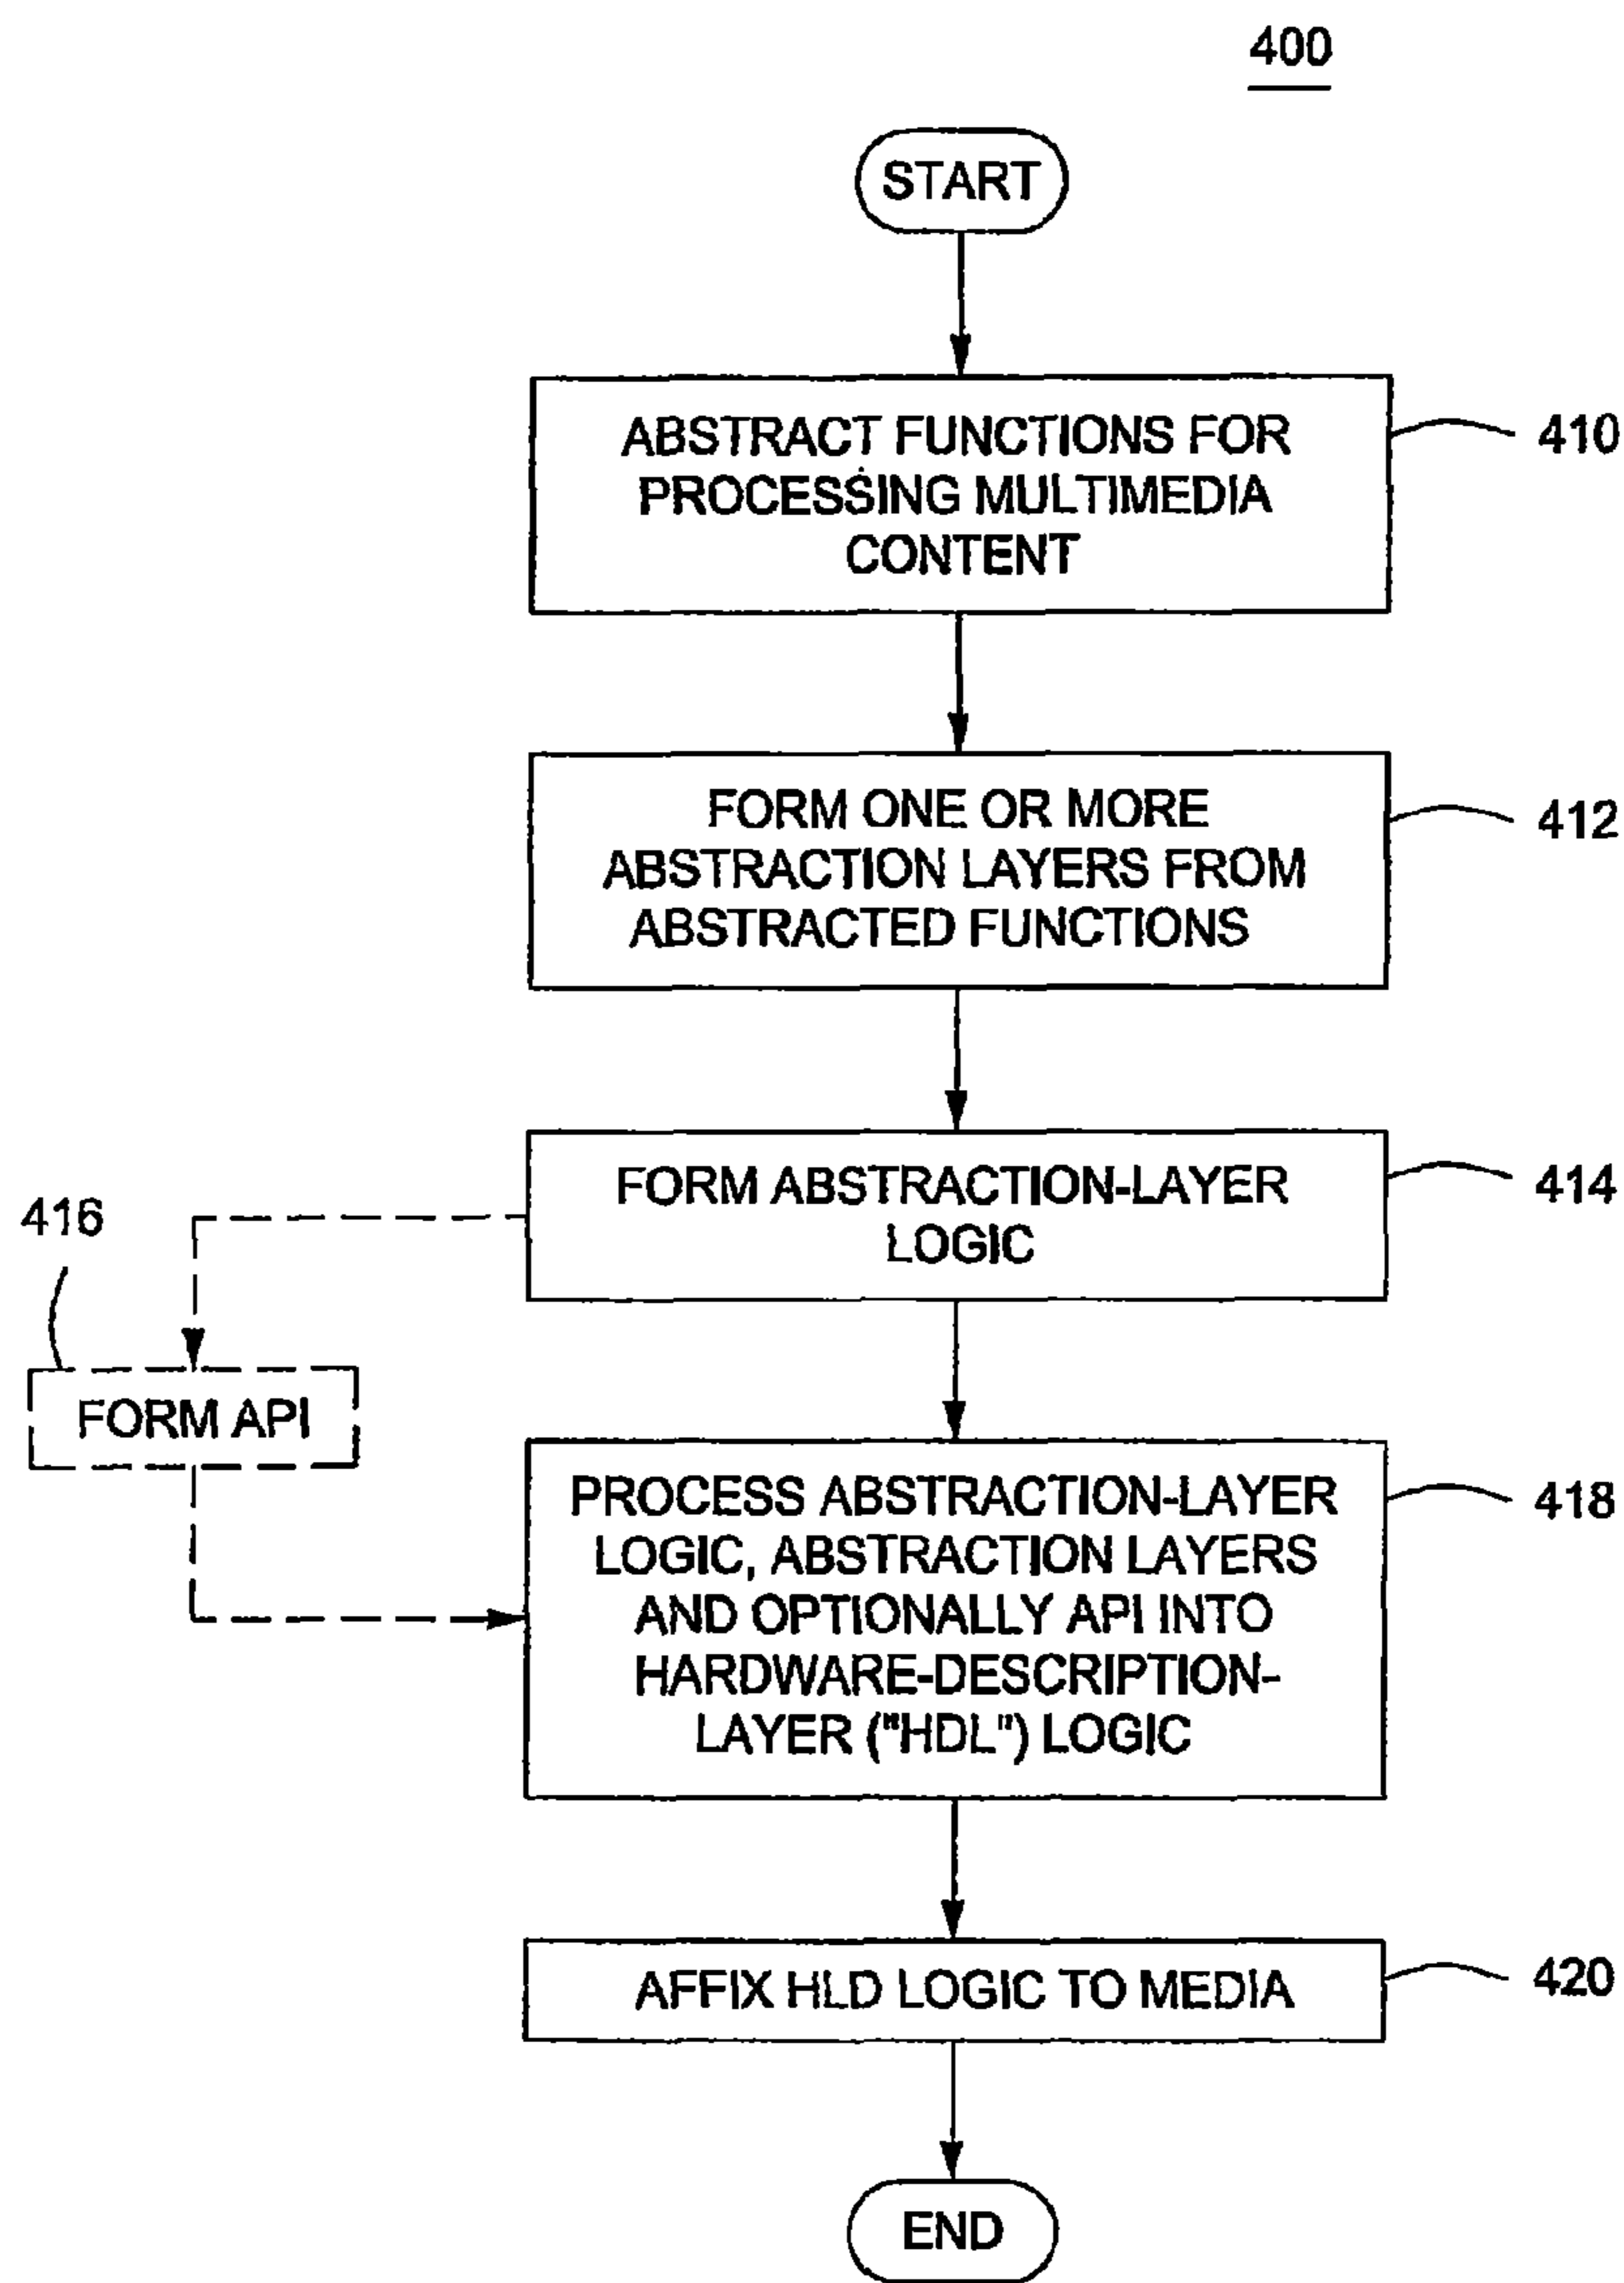 400
START
ABSTRACT FUNCTIONS FOR
PROCESSING MULTIMEDIA
CONTENT
410
FORM ONE OR MORE
ABSTRACTION LAYERS FROM
ABSTRACTED FUNCTIONS
412
FORM ABSTRACTION-LAYER
LOGIC
414
416
FORM API
PROCESS ABSTRACTION-LAYER
LOGIC, ABSTRACTION LAYERS
AND OPTIONALLY API INTO
HARDWARE-DESCRIPTION-
LAYER ("HDL") LOGIC
418
AFFIX HLD LOGIC TO MEDIA
420
END